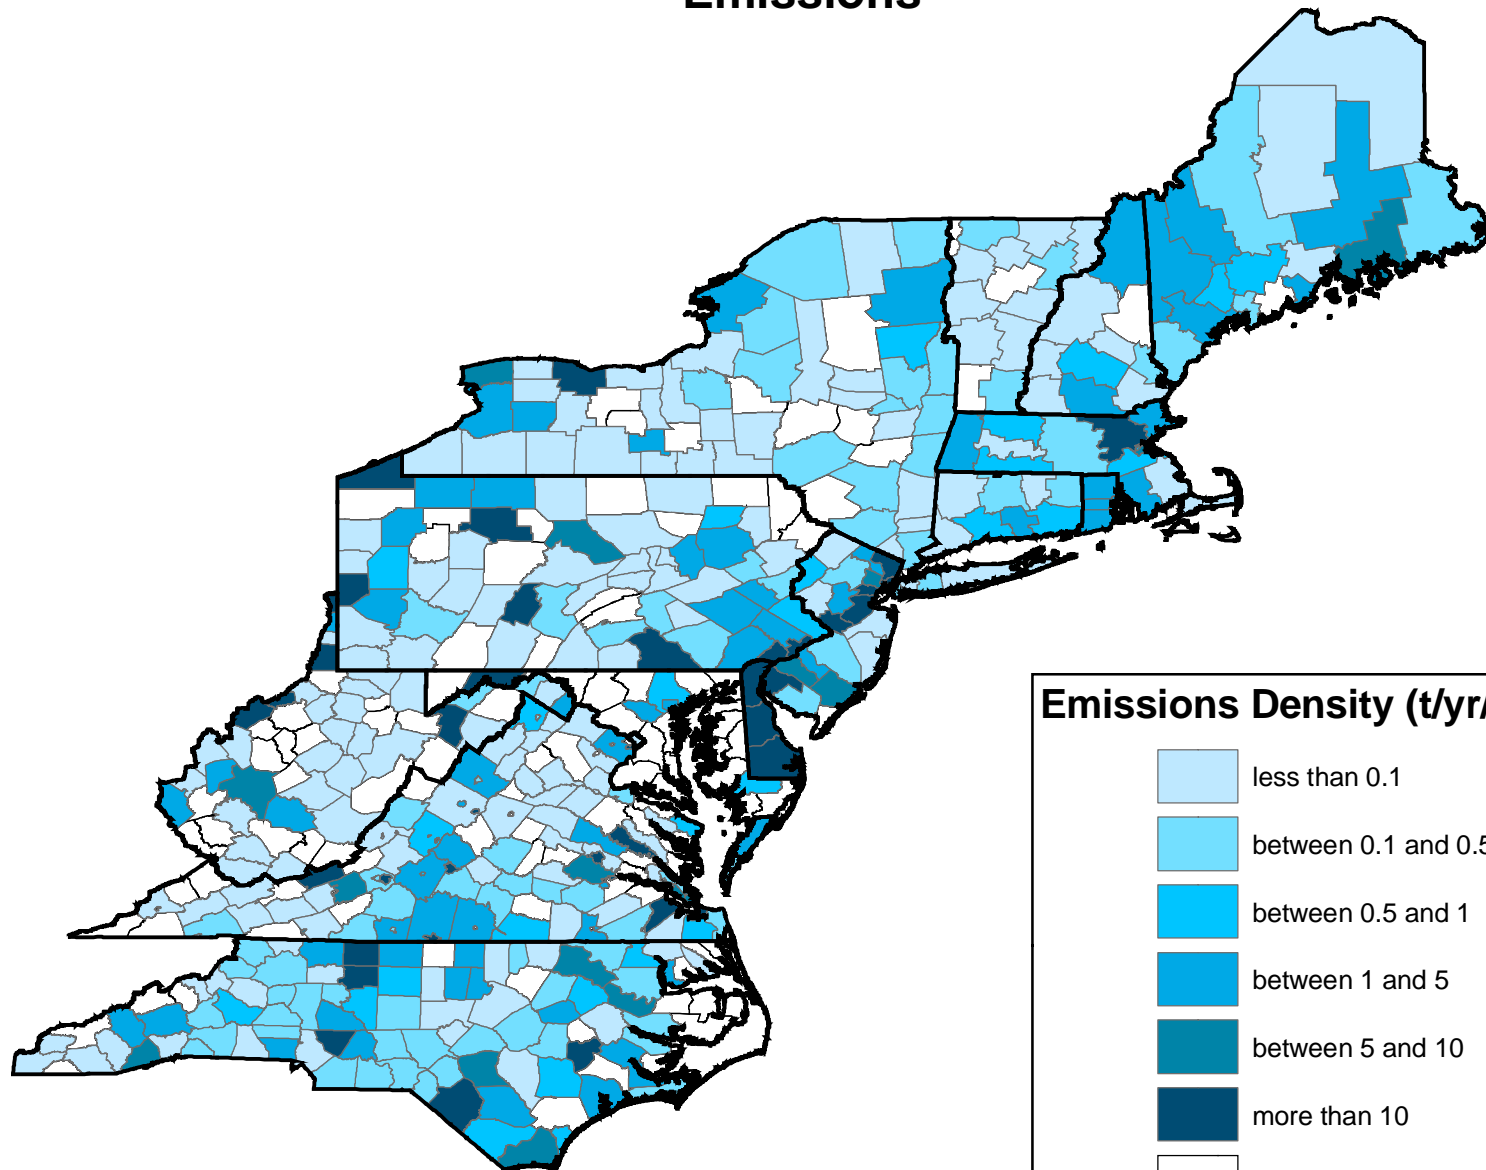 Emissions
Emissions Density (t/yr/
less than 0.1
between 0.1 and 0.5
between 0.5 and 1
between 1 and 5
between 5 and 10
more than 10